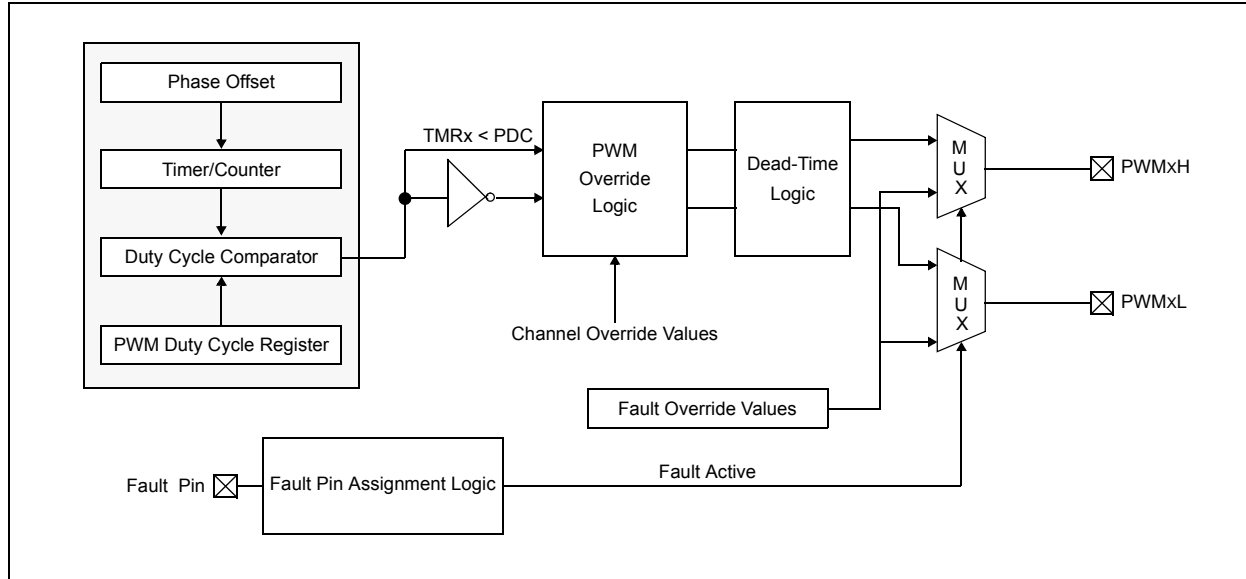 Phase Offset
Timer/Counter
Duty Cycle Comparator
PWM Duty Cycle Register
TMRx < PDC
PWM
Override
Logic
Channel Override Values
Dead-Time
Logic
M
U
X
PWMxH
M
U
X
PWMxL
Fault Override Values
Fault Pin
Fault Pin Assignment Logic
Fault Active